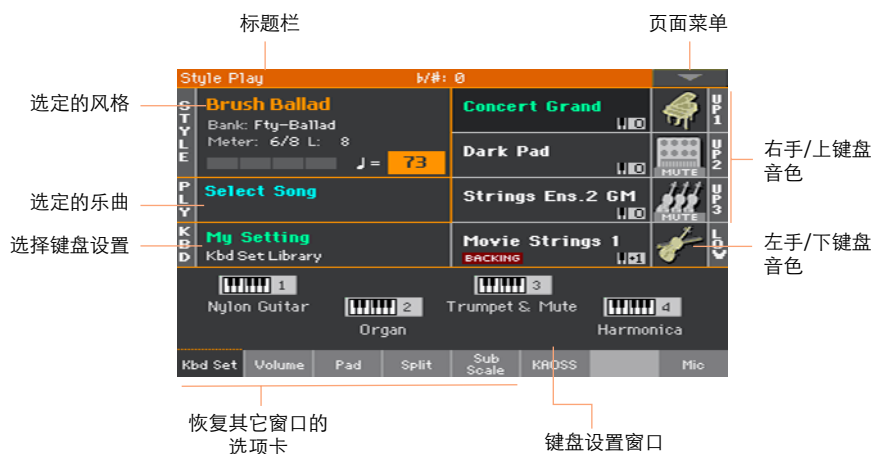 标题栏
页面菜单
Style Play
♭/#: 0
选定的风格
STYLE
Brush Ballad
Bank: Fty-Ballad
Meter: 6/8 L: 8
♩= 73
Concert Grand
0
UP1
Dark Pad
0
MUTE
UP2
右手/上键盘
音色
选定的乐曲
PLY
Select Song
Strings Ens.2 GM
0
MUTE
UP3
选择键盘设置
KBD
My Setting
Kbd Set Library
Movie Strings 1
BACKING
+1
LOW
左手/下键盘
音色
1
Nylon Guitar
2
Organ
3
Trumpet & Mute
4
Harmonica
Kbd Set
Volume
Pad
Split
Sub
Scale
KAOSS
Mic
恢复其它窗口的
选项卡
键盘设置窗口